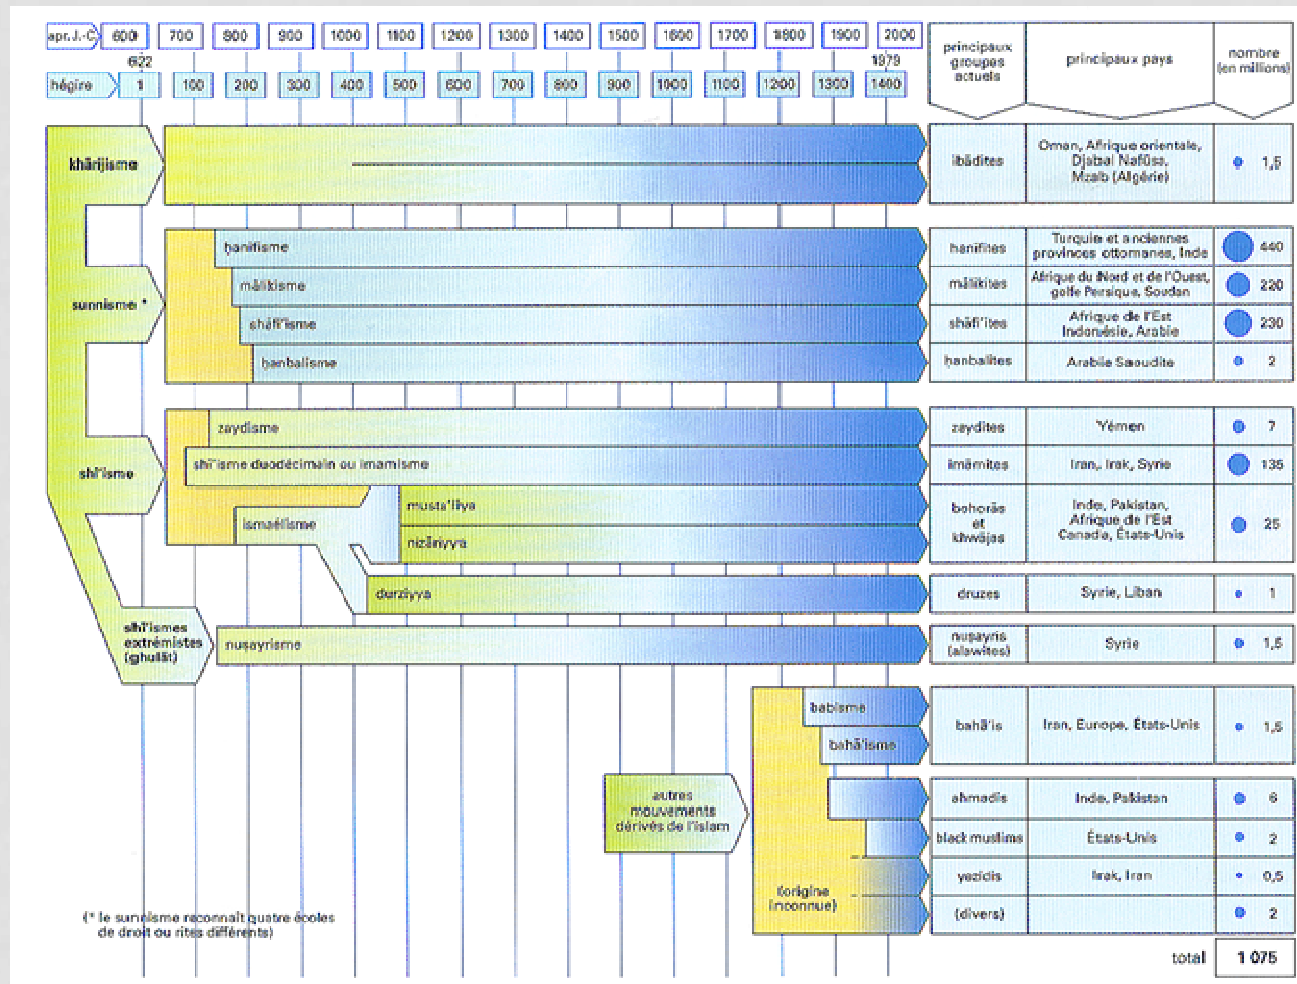 apr. J.-C. 600 700 800 900 1000 1100 1200 1300 1400 1500 1600 1700 1800 1900 2000
622 1979
hégire 1 100 200 300 400 500 600 700 800 900 1000 1100 1200 1300 1400
principaux
groupes
actuels
principaux pays
nombre
(en millions)
khārijisme
ibādites
Oman, Afrique orientale,
Djabal Nafūsa,
Mzab (Algérie)
1,5
sunnisme *
ḥanifisme
hanifites
Turquie et anciennes
provinces ottomanes, Inde
440
mālikisme
mālikites
Afrique du Nord et de l'Ouest,
golfe Persique, Soudan
220
shāfi'isme
shāfi'ites
Afrique de l'Est
Indonésie, Arabie
230
ḥanbalisme
hanbalites
Arabie Saoudite
2
shī'isme
zaydisme
zaydites
Yémen
7
shī'isme duodécimain ou imamisme
imāmites
Iran, Irak, Syrie
135
ismaélisme
musta'liya
nizāriyya
bohorās
et
khwājas
Inde, Pakistan,
Afrique de l'Est
Canada, États-Unis
25
durziyya
druzes
Syrie, Liban
1
shī'ismes
extrémistes
(ghulāt)
nuṣayrisme
nuṣayris
(alawites)
Syrie
1,5
autres
mouvements
dérivés de l'islam
babisme
bahā'isme
bahā'is
Iran, Europe, États-Unis
1,5
ahmadis
Inde, Pakistan
6
black muslims
États-Unis
2
(origine
inconnue)
yezidis
Irak, Iran
0,5
(divers)
2
(* le sunnisme reconnaît quatre écoles
de droit ou rites différents)
total 1 075